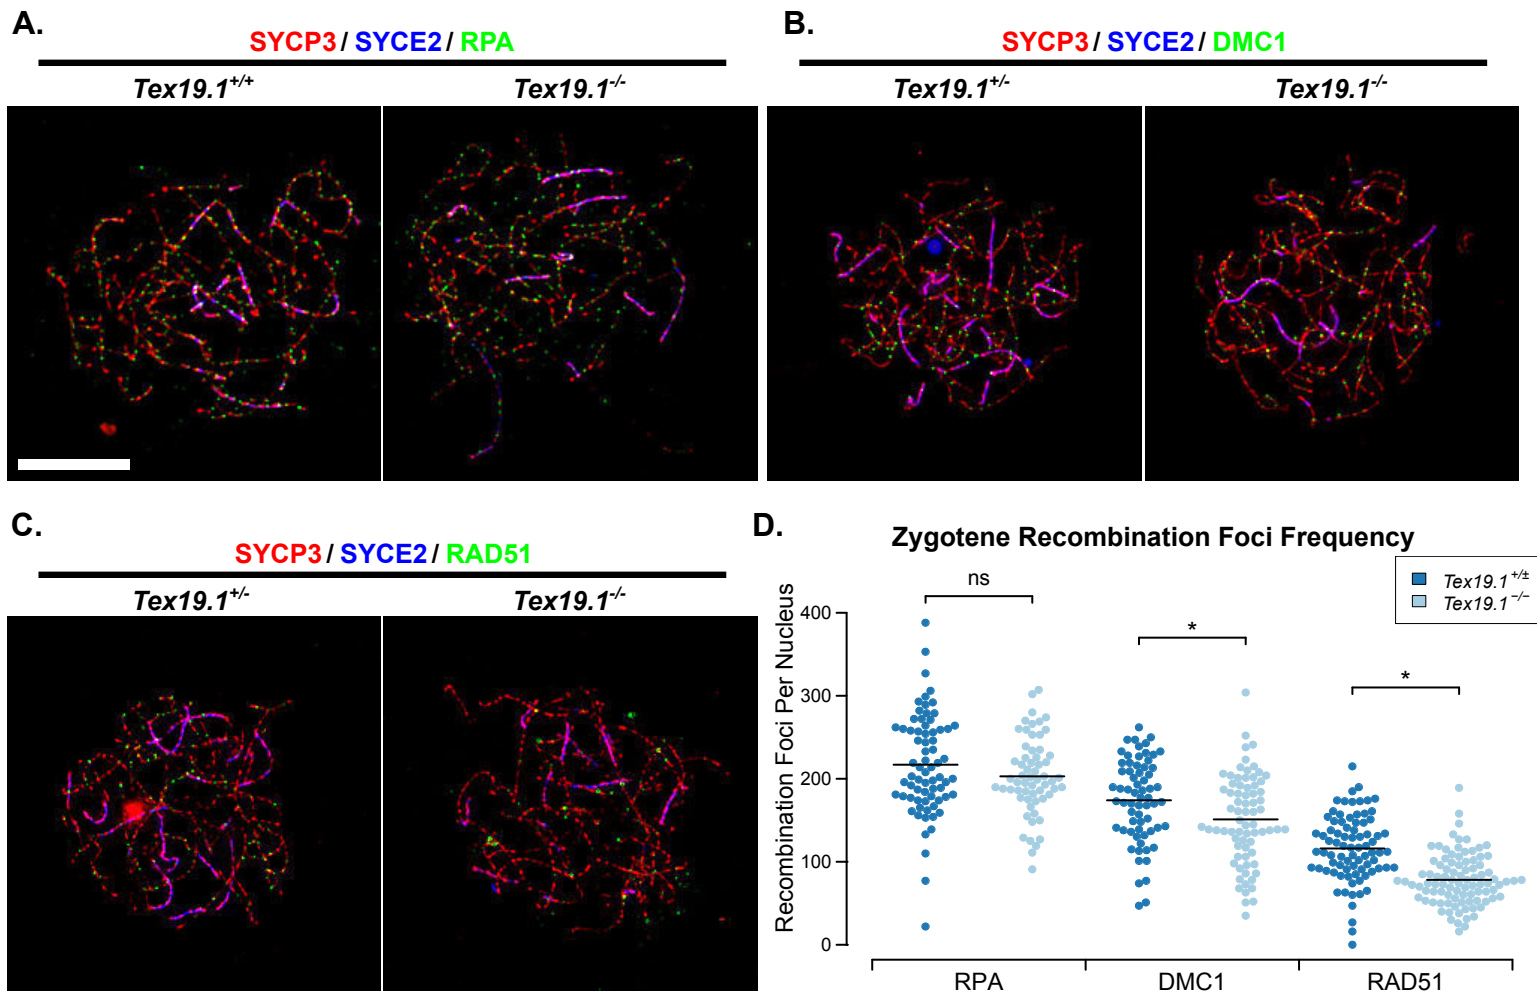 A.
SYCP3 / SYCE2 / RPA
Tex19.1+/+
Tex19.1-/-
B.
SYCP3 / SYCE2 / DMC1
Tex19.1+/-
Tex19.1-/-
C.
SYCP3 / SYCE2 / RAD51
Tex19.1+/-
Tex19.1-/-
D.
Zygotene Recombination Foci Frequency
Tex19.1+/±
Tex19.1−/−
ns
*
*
Recombination Foci Per Nucleus
400
300
200
100
0
RPA
DMC1
RAD51